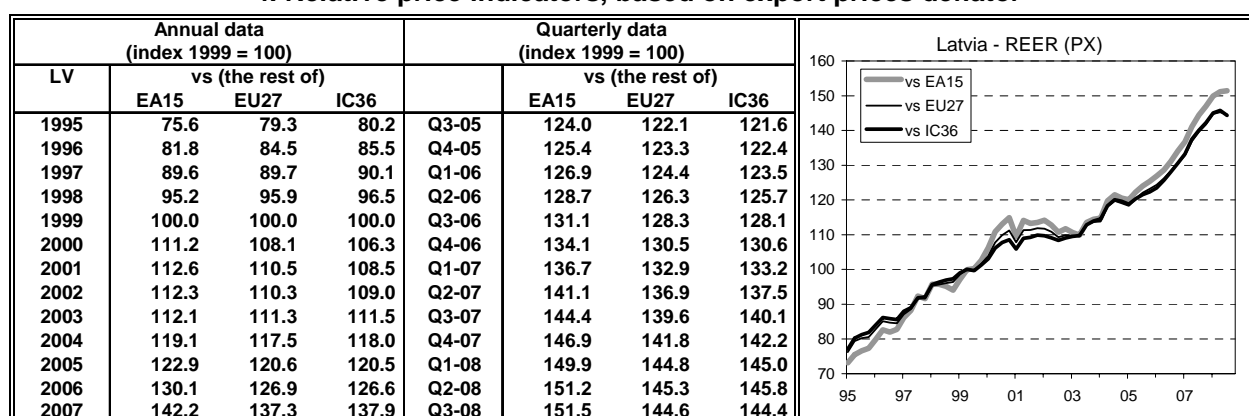 Relative price indicators, based on export prices deflator
Annual data Quarterly data
(index 1999 = 100) (index 1999 = 100)
LV vs (the rest of) vs (the rest of)
EA15 EU27 IC36 EA15 EU27 IC36
1995 75.6 79.3 80.2 Q3-05 124.0 122.1 121.6
1996 81.8 84.5 85.5 Q4-05 125.4 123.3 122.4
1997 89.6 89.7 90.1 Q1-06 126.9 124.4 123.5
1998 95.2 95.9 96.5 Q2-06 128.7 126.3 125.7
1999 100.0 100.0 100.0 Q3-06 131.1 128.3 128.1
2000 111.2 108.1 106.3 Q4-06 134.1 130.5 130.6
2001 112.6 110.5 108.5 Q1-07 136.7 132.9 133.2
2002 112.3 110.3 109.0 Q2-07 141.1 136.9 137.5
2003 112.1 111.3 111.5 Q3-07 144.4 139.6 140.1
2004 119.1 117.5 118.0 Q4-07 146.9 141.8 142.2
2005 122.9 120.6 120.5 Q1-08 149.9 144.8 145.0
2006 130.1 126.9 126.6 Q2-08 151.2 145.3 145.8
2007 142.2 137.3 137.9 Q3-08 151.5 144.6 144.4
Latvia - REER (PX)
160
150
140
130
120
110
100
90
80
70
vs EA15
vs EU27
vs IC36
95 97 99 01 03 05 07